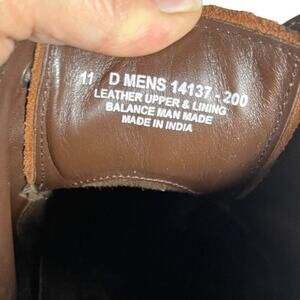 11 D MENS 14137-200
LEATHER UPPER & LINING
BALANCE MAN MADE
MADE IN INDIA